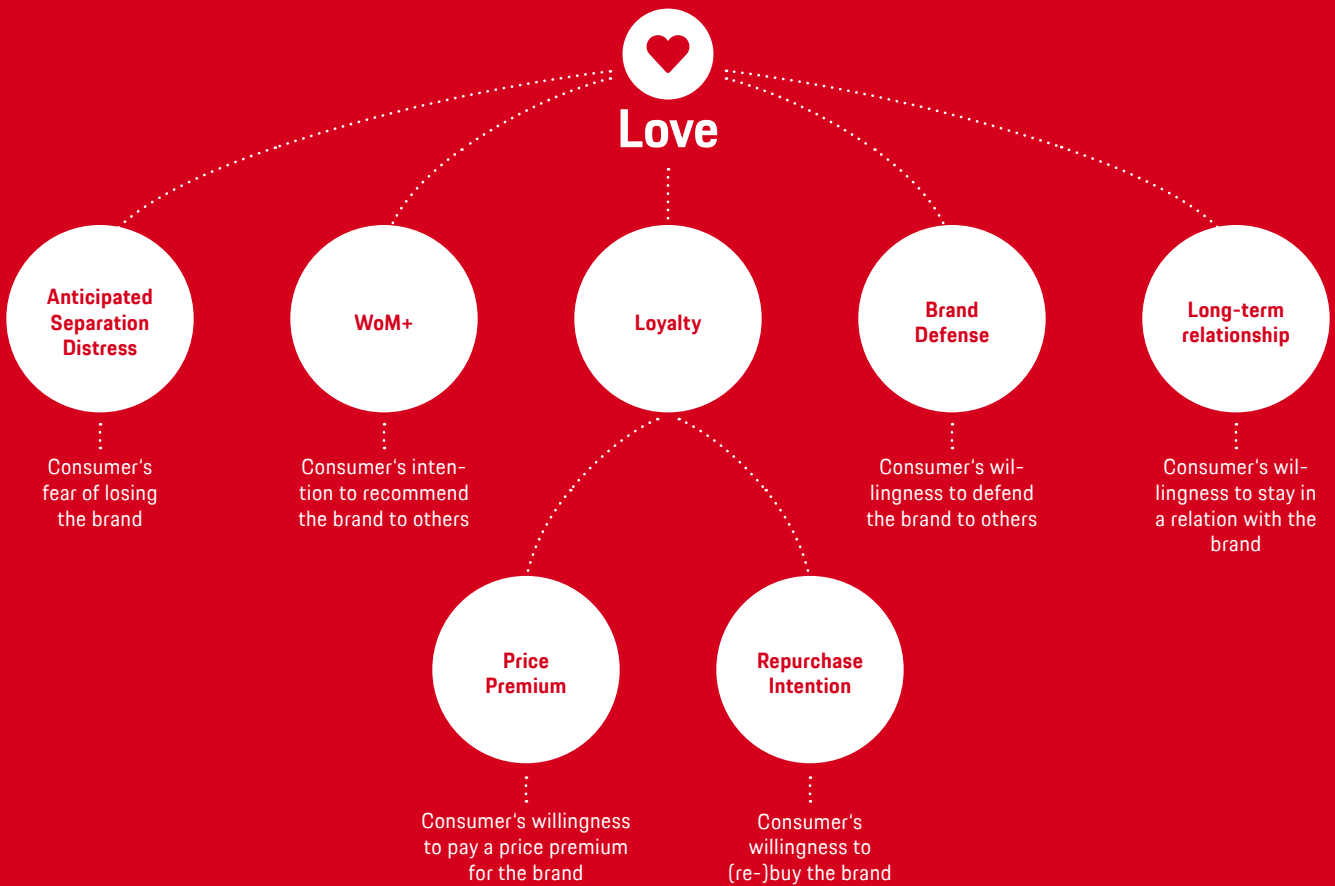 Love
Anticipated
Separation
Distress
WoM+
Loyalty
Brand
Defense
Long-term
relationship
Consumer‘s
fear of losing
the brand
Consumer‘s inten-
tion to recommend
the brand to others
Consumer‘s wil-
lingness to defend
the brand to others
Consumer‘s wil-
lingness to stay in
a relation with the
brand
Price
Premium
Repurchase
Intention
Consumer‘s willingness
to pay a price premium
for the brand
Consumer‘s
willingness to
(re-)buy the brand